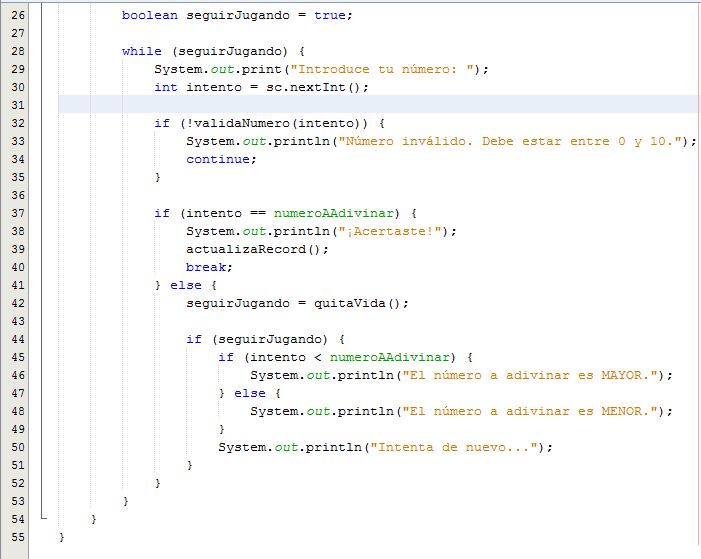 26 boolean seguirJugando = true;
27
28 while (seguirJugando) {
29 System.out.print("Introduce tu número: ");
30 int intento = sc.nextInt();
31
32 if (!validaNumero(intento)) {
33 System.out.println("Número inválido. Debe estar entre 0 y 10.");
34 continue;
35 }
36
37 if (intento == numeroAAdivinar) {
38 System.out.println("¡Acertaste!");
39 actualizaRecord();
40 break;
41 } else {
42 seguirJugando = quitaVida();
43
44 if (seguirJugando) {
45 if (intento < numeroAAdivinar) {
46 System.out.println("El número a adivinar es MAYOR.");
47 } else {
48 System.out.println("El número a adivinar es MENOR.");
49 }
50 System.out.println("Intenta de nuevo...");
51 }
52 }
53 }
54 }
55 }